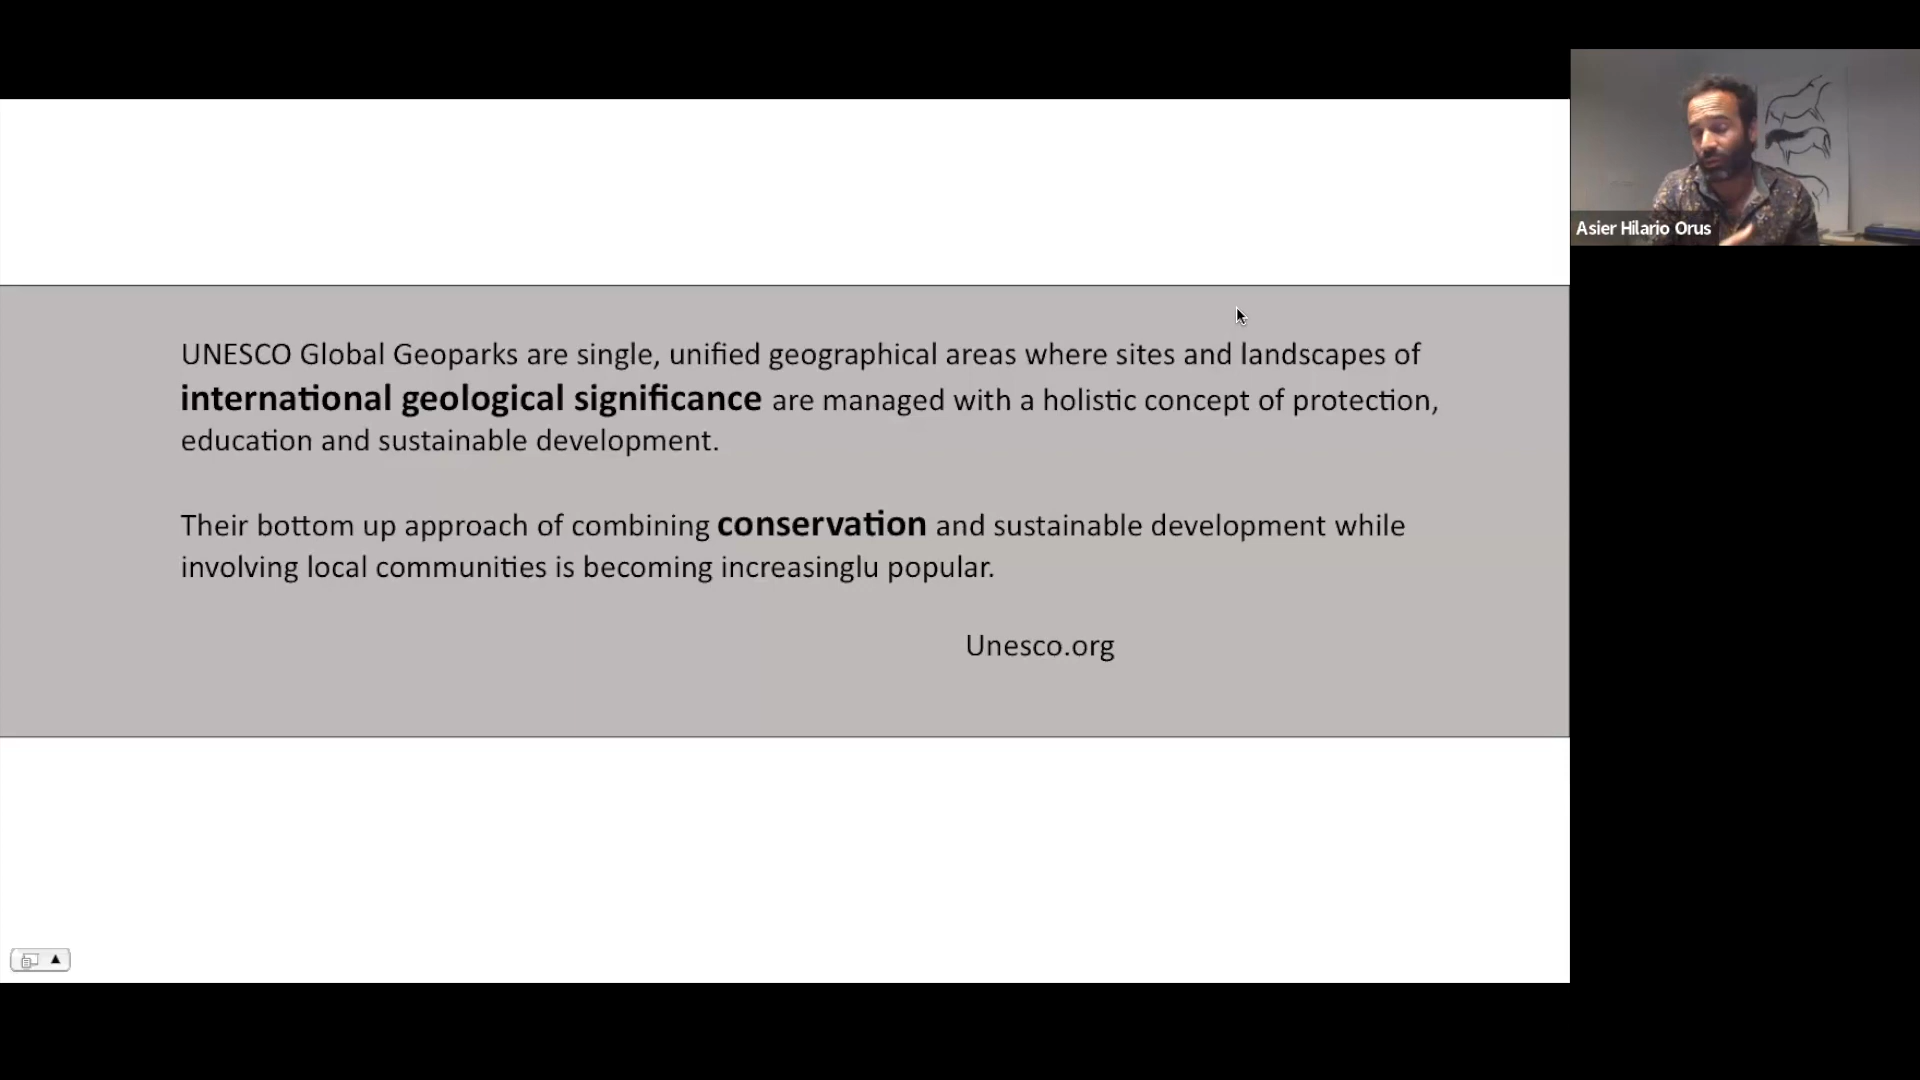 UNESCO Global Geoparks are single, unified geographical areas where sites and landscapes of
international geological significance are managed with a holistic concept of protection,
education and sustainable development.
Their bottom up approach of combining conservation and sustainable development while
involving local communities is becoming increasinglu popular.
Unesco.org
Asier Hilario Orus